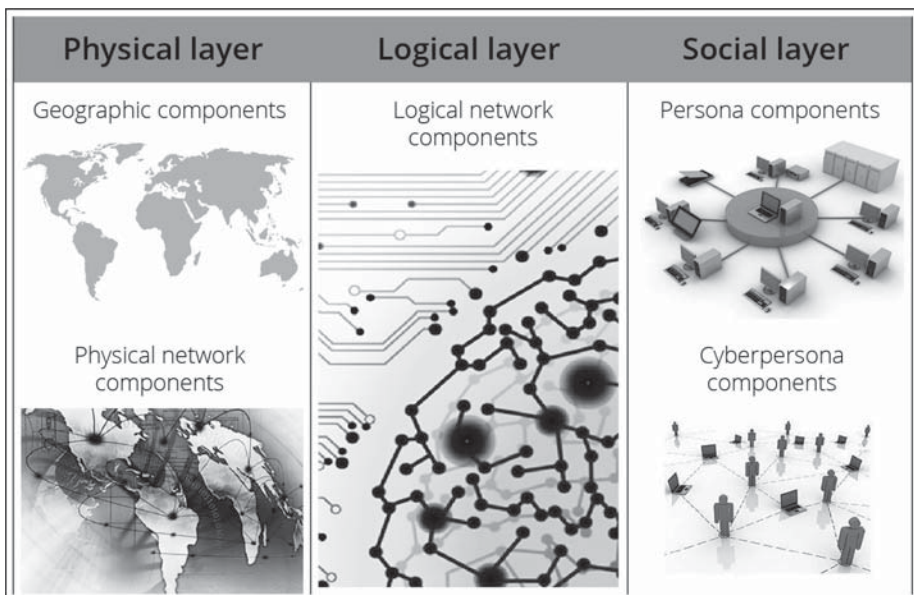 Physical layer
Geographic components
Physical network
components
Logical layer
Logical network
components
Social layer
Persona components
Cyberpersona
components